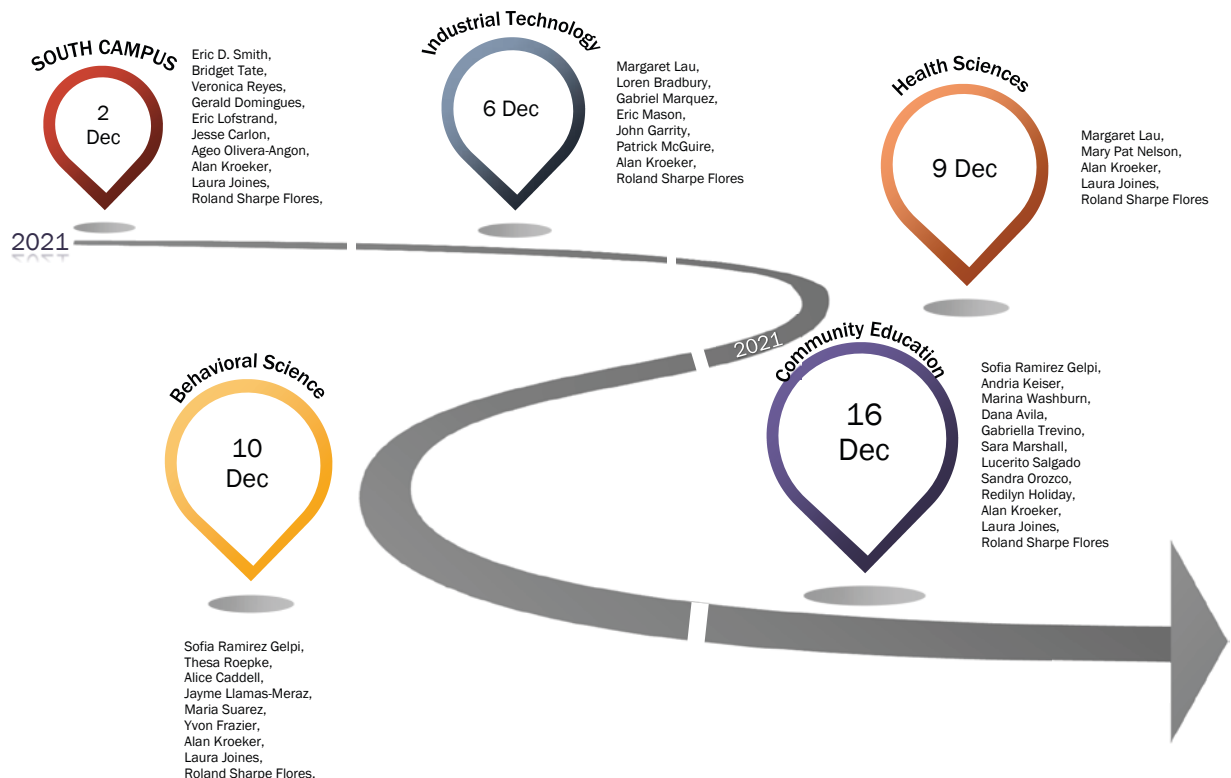 SOUTH CAMPUS
2
Dec
Eric D. Smith,
Bridget Tate,
Veronica Reyes,
Gerald Domingues,
Eric Lofstrand,
Jesse Carlon,
Ageo Olivera-Angon,
Alan Kroeker,
Laura Joines,
Roland Sharpe Flores,
Industrial Technology
6 Dec
Margaret Lau,
Loren Bradbury,
Gabriel Marquez,
Eric Mason,
John Garrity,
Patrick McGuire,
Alan Kroeker,
Roland Sharpe Flores
Health Sciences
9 Dec
Margaret Lau,
Mary Pat Nelson,
Alan Kroeker,
Laura Joines,
Roland Sharpe Flores
2021
2021
Behavioral Science
10
Dec
Sofia Ramirez Gelpi,
Thesa Roepke,
Alice Caddell,
Jayme Llamas-Meraz,
Maria Suarez,
Yvon Frazier,
Alan Kroeker,
Laura Joines,
Roland Sharpe Flores.
Community Education
16
Dec
Sofia Ramirez Gelpi,
Andria Keiser,
Marina Washburn,
Dana Avila,
Gabriella Trevino,
Sara Marshall,
Lucerito Salgado
Sandra Orozco,
Redilyn Holiday,
Alan Kroeker,
Laura Joines,
Roland Sharpe Flores